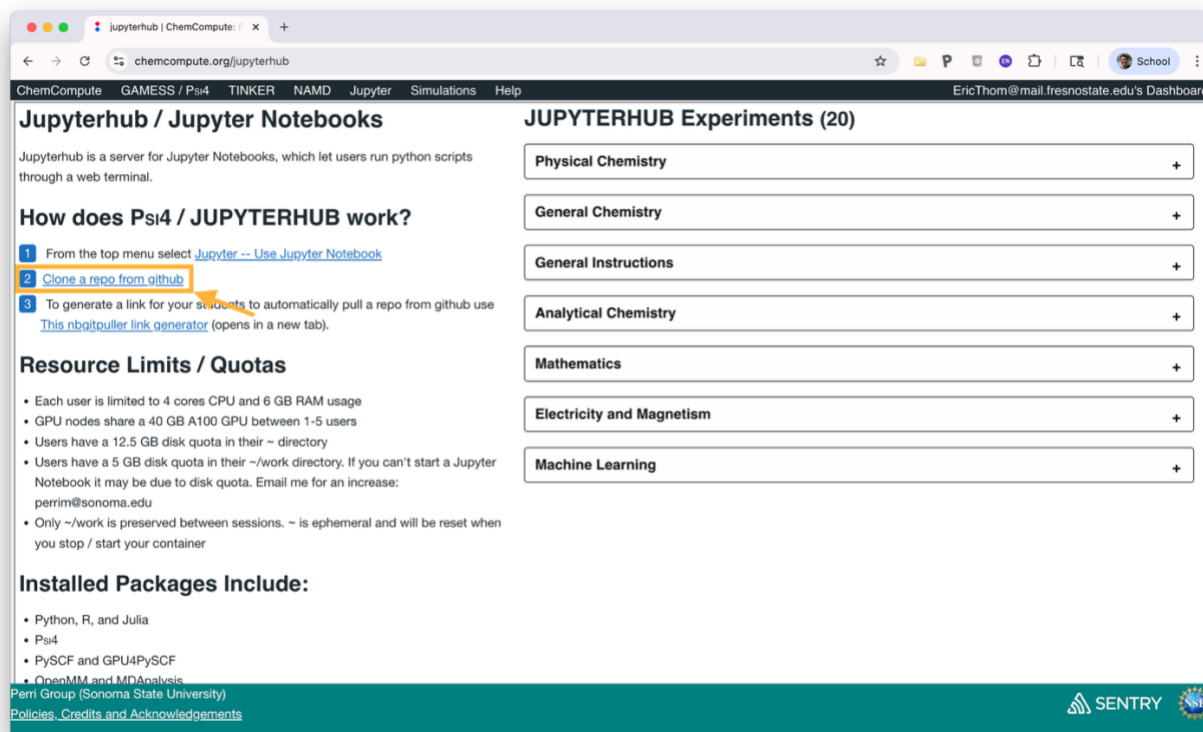 jupyterhub | ChemCompute: F
chemcompute.org/jupyterhub
School
ChemCompute GAMESS / Psi4 TINKER NAMD Jupyter Simulations Help
EricThom@mail.fresnostate.edu's Dashboard
Jupyterhub / Jupyter Notebooks
Jupyterhub is a server for Jupyter Notebooks, which let users run python scripts
through a web terminal.
How does Psi4 / JUPYTERHUB work?
1 From the top menu select Jupyter -- Use Jupyter Notebook
2 Clone a repo from github
3 To generate a link for your students to automatically pull a repo from github use
This nbgitpuller link generator (opens in a new tab).
Resource Limits / Quotas
• Each user is limited to 4 cores CPU and 6 GB RAM usage
• GPU nodes share a 40 GB A100 GPU between 1-5 users
• Users have a 12.5 GB disk quota in their ~ directory
• Users have a 5 GB disk quota in their ~/work directory. If you can't start a Jupyter
Notebook it may be due to disk quota. Email me for an increase:
perrim@sonoma.edu
• Only ~/work is preserved between sessions. ~ is ephemeral and will be reset when
you stop / start your container
Installed Packages Include:
• Python, R, and Julia
• Psi4
• PySCF and GPU4PySCF
• OpenMM and MDAnalysis
JUPYTERHUB Experiments (20)
Physical Chemistry +
General Chemistry +
General Instructions +
Analytical Chemistry +
Mathematics +
Electricity and Magnetism +
Machine Learning +
Perri Group (Sonoma State University)
Policies, Credits and Acknowledgements
SENTRY
NSF